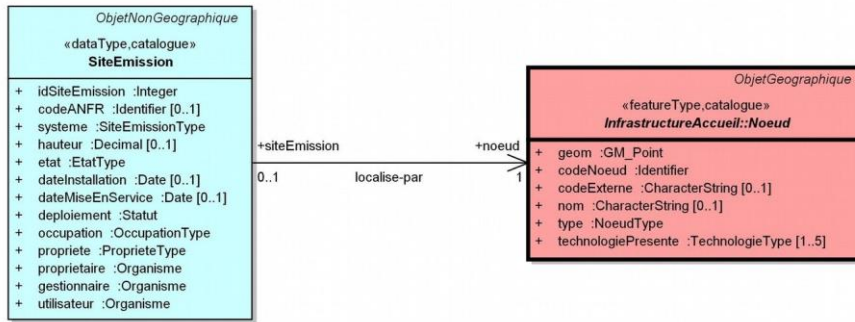 ObjetNonGeographique
«dataType,catalogue»
SiteEmission
+ idSiteEmission :Integer
+ codeANFR :Identifier [0..1]
+ systeme :SiteEmissionType
+ hauteur :Decimal [0..1]
+ etat :EtatType
+ dateInstallation :Date [0..1]
+ dateMiseEnService :Date [0..1]
+ deploiement :Statut
+ occupation :OccupationType
+ propriete :ProprieteType
+ proprietaire :Organisme
+ gestionnaire :Organisme
+ utilisateur :Organisme
+siteEmission
+noeud
0..1
localise-par
1
ObjetGeographique
«featureType,catalogue»
InfrastructureAccueil::Noeud
+ geom :GM_Point
+ codeNoeud :Identifier
+ codeExterne :CharacterString [0..1]
+ nom :CharacterString [0..1]
+ type :NoeudType
+ technologiePresente :TechnologieType [1..5]